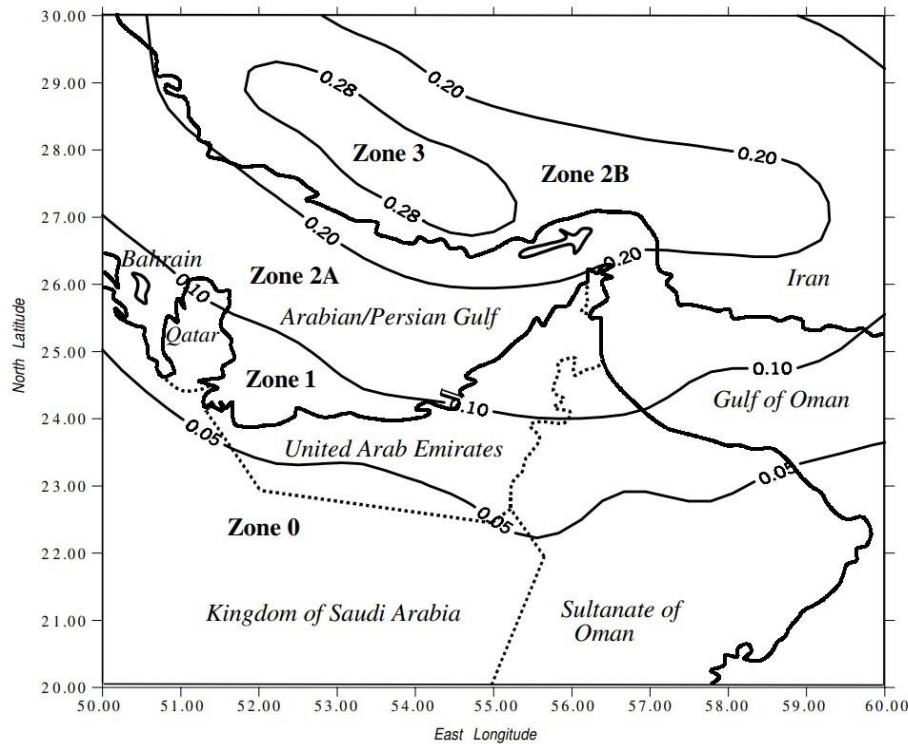 30.00
29.00
28.00
27.00
26.00
25.00
24.00
23.00
22.00
21.00
20.00
North Latitude
0.28
0.20
Zone 3
Zone 2B
0.20
0.28
0.20
0.20
Bahrain
Zone 2A
Iran
0.10
Arabian/Persian Gulf
Qatar
Zone 1
0.10
0.10
Gulf of Oman
0.05
United Arab Emirates
0.05
Zone 0
0.05
Kingdom of Saudi Arabia
Sultanate of
Oman
50.00 51.00 52.00 53.00 54.00 55.00 56.00 57.00 58.00 59.00 60.00
East Longitude